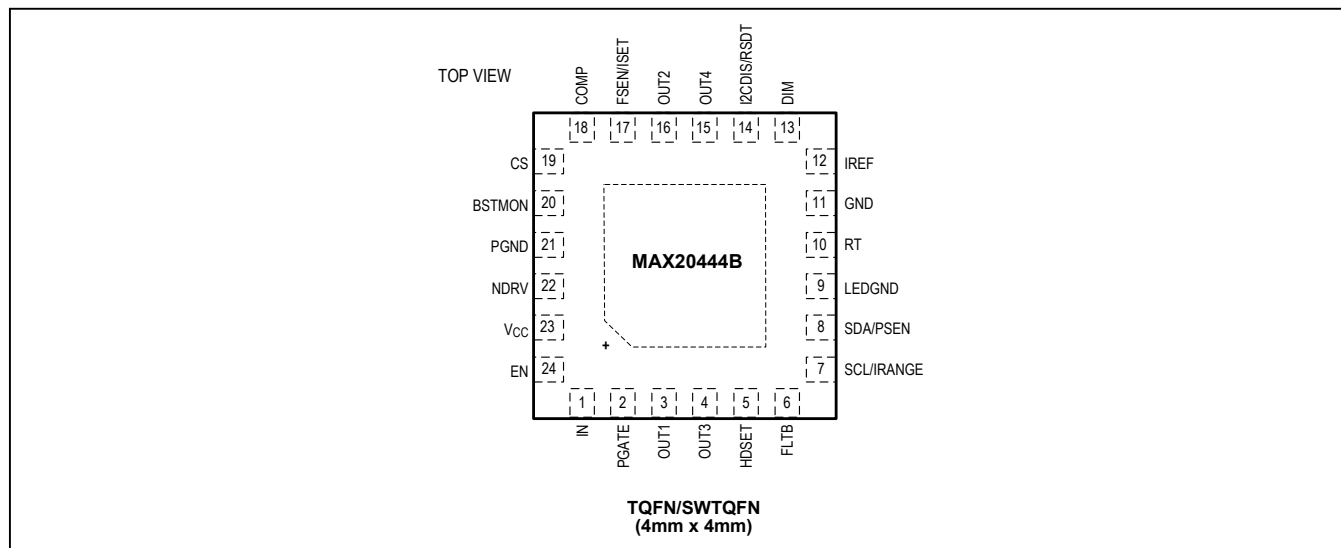 TOP VIEW
COMP
FSEN/ISET
OUT2
OUT4
I2CDIS/RSDT
DIM
18 17 16 15 14 13
CS 19 12 IREF
BSTMON 20 11 GND
PGND 21 10 RT
MAX20444B
NDRV 22 9 LEDGND
VCC 23 8 SDA/PSEN
+
EN 24 7 SCL/IRANGE
1 2 3 4 5 6
IN
PGATE
OUT1
OUT3
HDSET
FLTB
TQFN/SWTQFN
(4mm x 4mm)